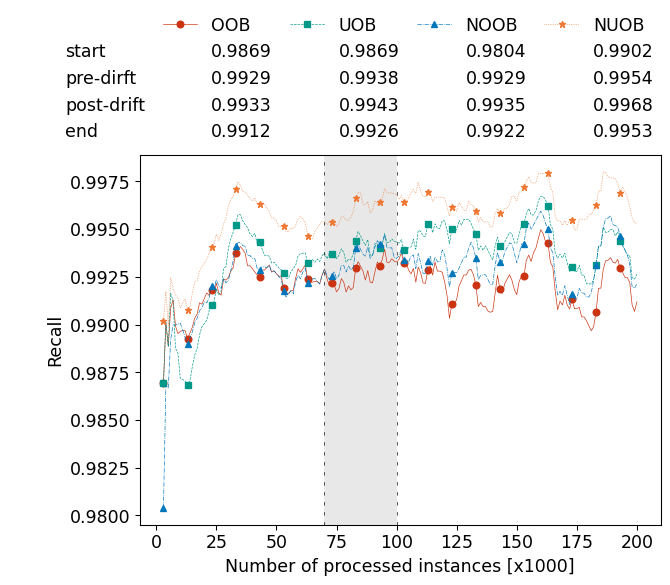 OOB UOB NOOB NUOB
start 0.9869 0.9869 0.9804 0.9902
pre-dirft 0.9929 0.9938 0.9929 0.9954
post-drift 0.9933 0.9943 0.9935 0.9968
end 0.9912 0.9926 0.9922 0.9953
0.9975
0.9950
0.9925
0.9900
0.9875
0.9850
0.9825
0.9800
Recall
0 25 50 75 100 125 150 175 200
Number of processed instances [x1000]